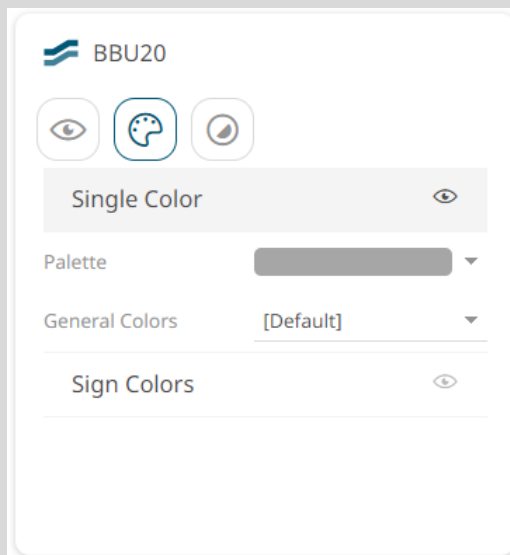 BBU20
Single Color
Palette
General Colors [Default]
Sign Colors